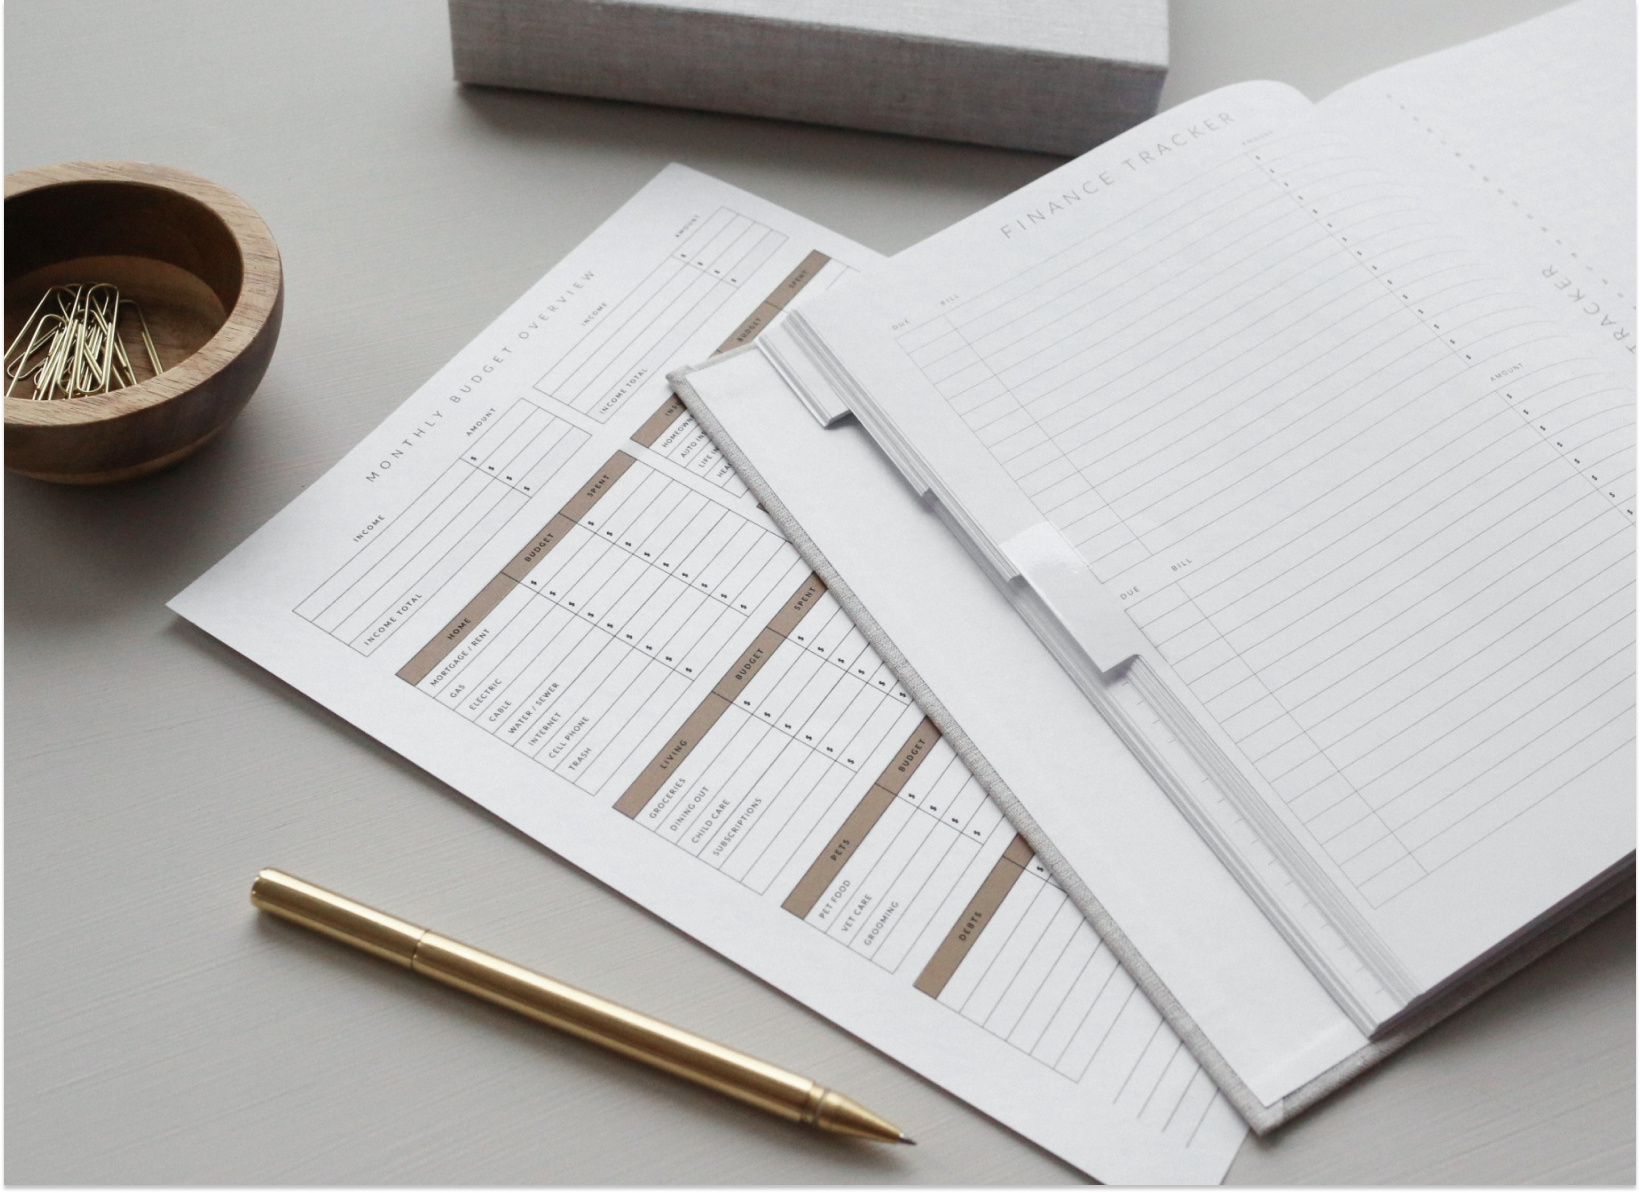 MONTHLY BUDGET OVERVIEW
INCOME AMOUNT
$
$
$
INCOME TOTAL
INCOME AMOUNT
$
$
$
INCOME TOTAL
HOME BUDGET SPENT
MORTGAGE / RENT $ $
GAS $ $
ELECTRIC $ $
CABLE $ $
WATER / SEWER $ $
INTERNET $ $
CELL PHONE $ $
TRASH $ $
BUDGET SPENT
HOMEOW
AUTO IN
LIFE
HEA
LIVING BUDGET SPENT
GROCERIES $ $
DINING OUT $ $
CHILD CARE $ $
SUBSCRIPTIONS $ $
PETS BUDGET
PET FOOD $
VET CARE $
GROOMING $
DEBTS
FINANCE TRACKER
DUE BILL AMOUNT
DUE BILL AMOUNT
TRACKER